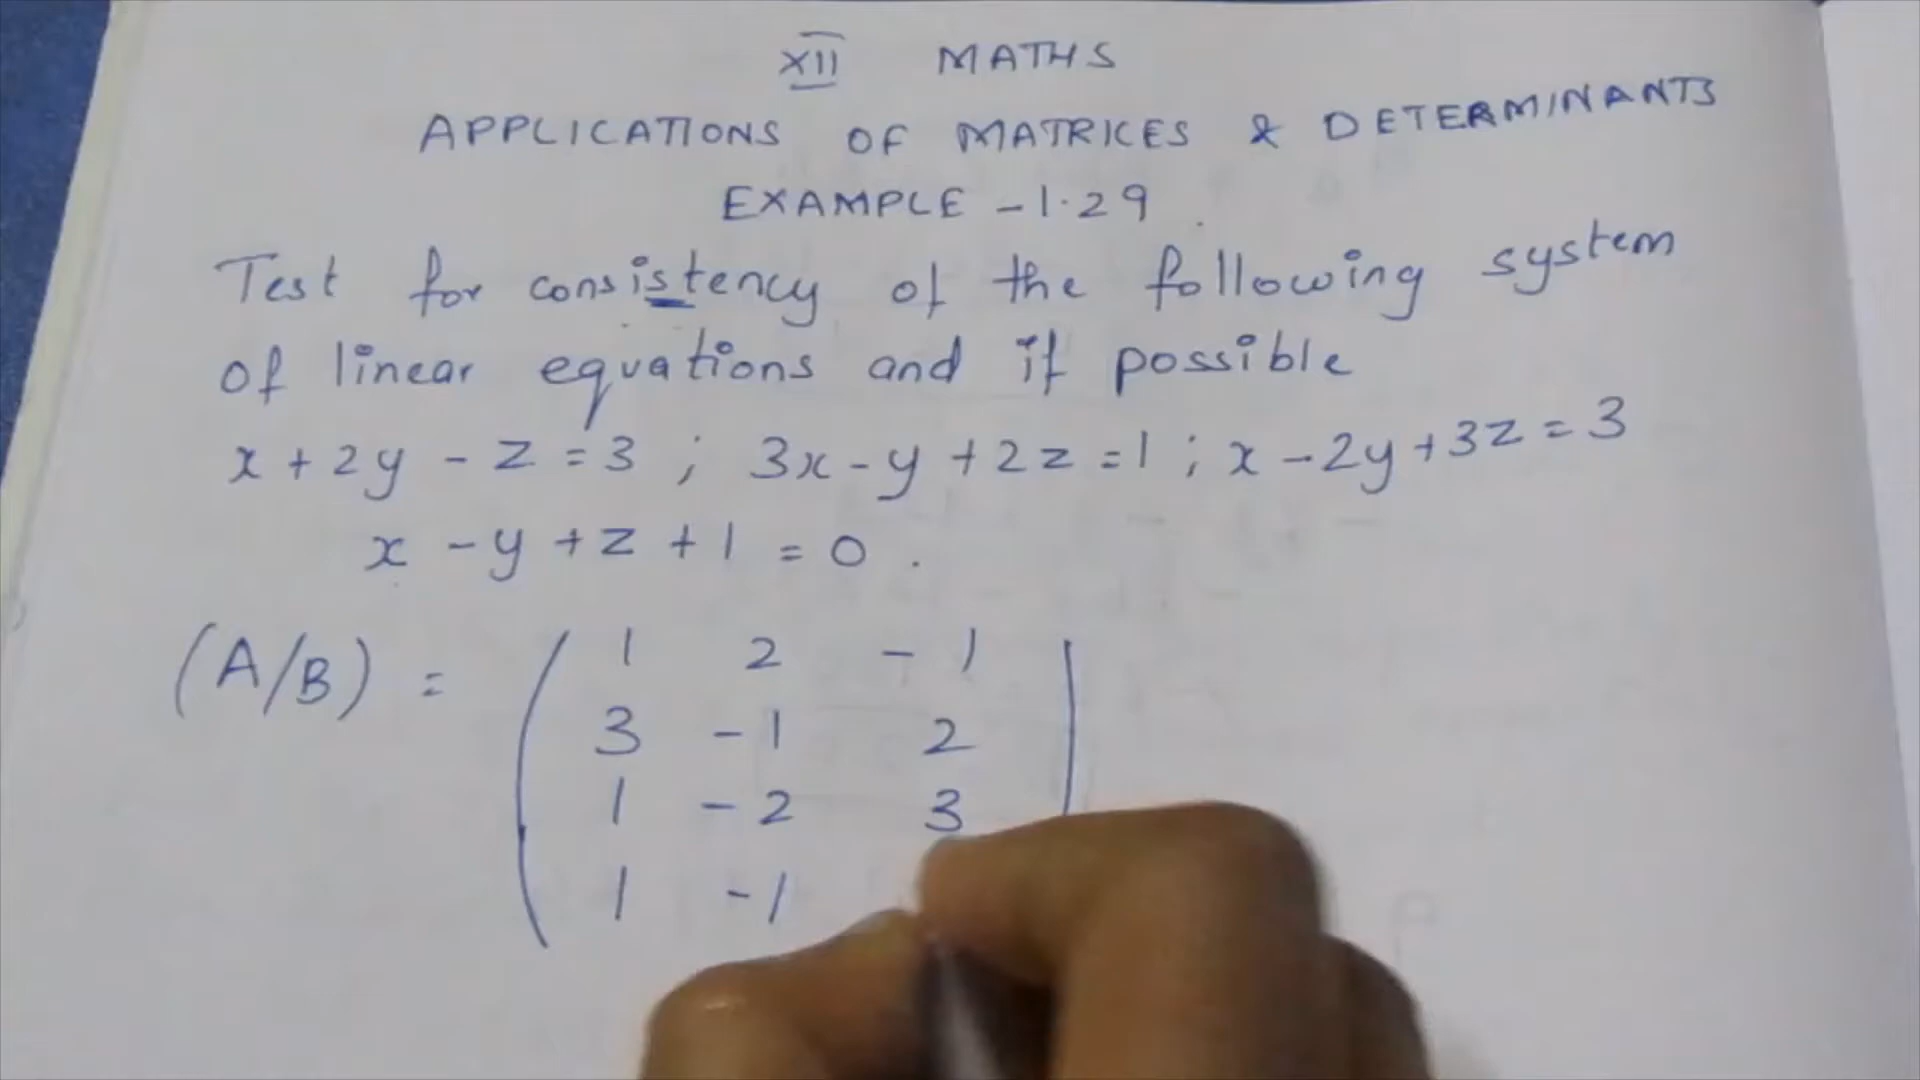 XII MATHS
APPLICATIONS OF MATRICES & DETERMINANTS
EXAMPLE - 1.29
Test for consistency of the following system
of linear equations and if possible
x + 2y - z = 3 ; 3x - y + 2z = 1 ; x - 2y + 3z = 3
x - y + z + 1 = 0 .
(A/B) = 1 2 - 1
3 - 1 2
1 - 2 3
1 - 1